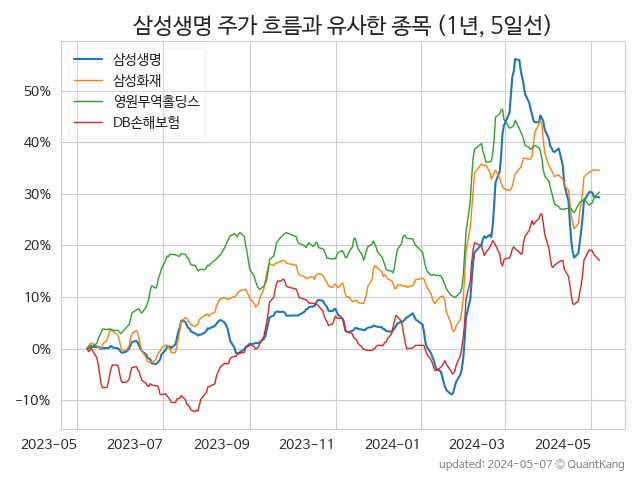 삼성생명 주가 흐름과 유사한 종목 (1년, 5일선)
삼성생명
삼성화재
영원무역홀딩스
DB손해보험
50%
40%
30%
20%
10%
0%
−10%
2023−05 2023−07 2023−09 2023−11 2024−01 2024−03 2024−05
updated: 2024-05-07 © QuantKang